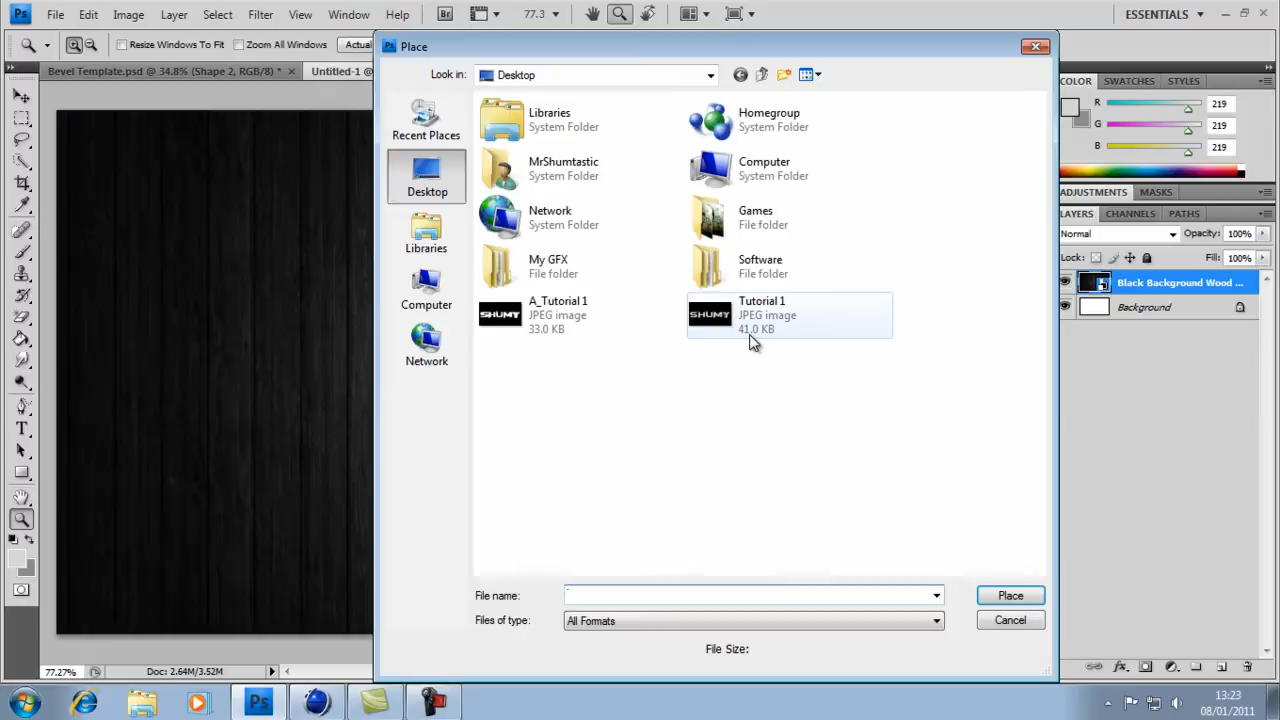 Ps File Edit Image Layer Select Filter View Window Help Br 77.3 ESSENTIALS
Resize Windows To Fit Zoom All Windows Actual
Bevel Template.psd @ 34.8% (Shape 2, RGB/8) * × Untitled-1 @
Place
Look in: Desktop
Recent Places
Desktop
Libraries
Computer
Network
Libraries
System Folder
Homegroup
System Folder
MrShumtastic
Computer
System Folder
Network
System Folder
Games
File folder
My GFX
File folder
Software
File folder
SHUMY
A_Tutorial 1
JPEG image
33.0 KB
SHUMY
Tutorial 1
JPEG image
41.0 KB
File name:
Files of type: All Formats
Place
Cancel
File Size:
COLOR SWATCHES STYLES
R 219
G 219
B 219
ADJUSTMENTS MASKS
LAYERS CHANNELS PATHS
Normal Opacity: 100%
Lock: Fill: 100%
Black Background Wood ...
Background
77.27% Doc: 2.64M/3.52M
Ps
13:23
08/01/2011